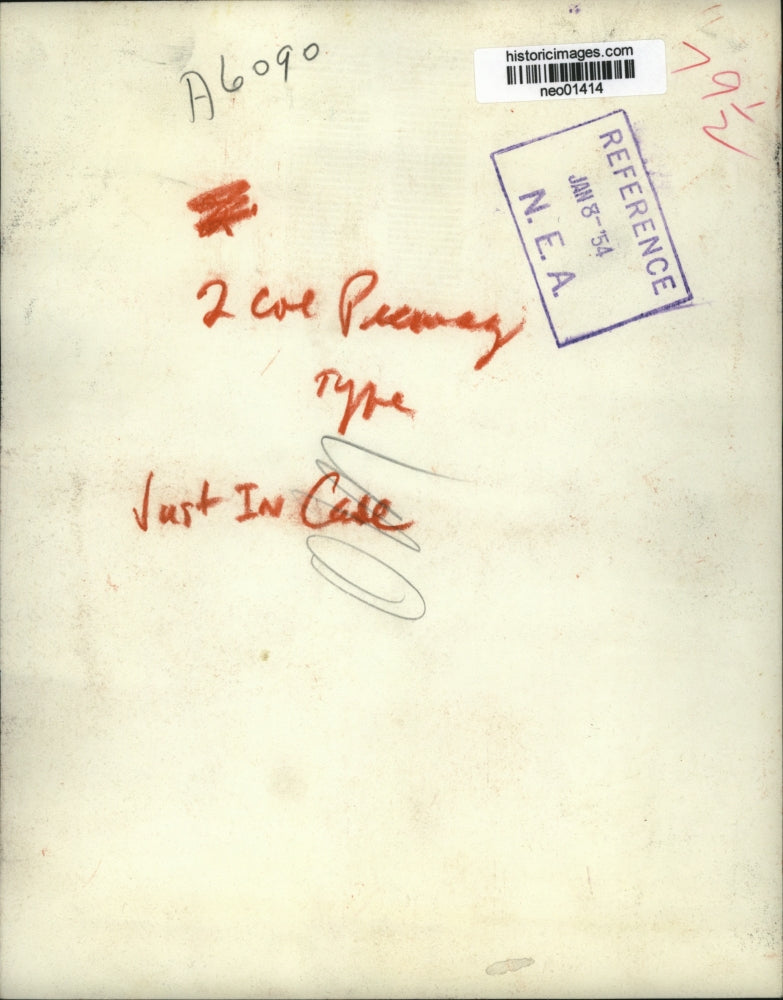 A6090
historicimages.com
neo01414
REFERENCE
JAN 8-'54
N. E. A.
2 col
Type
Just In Case